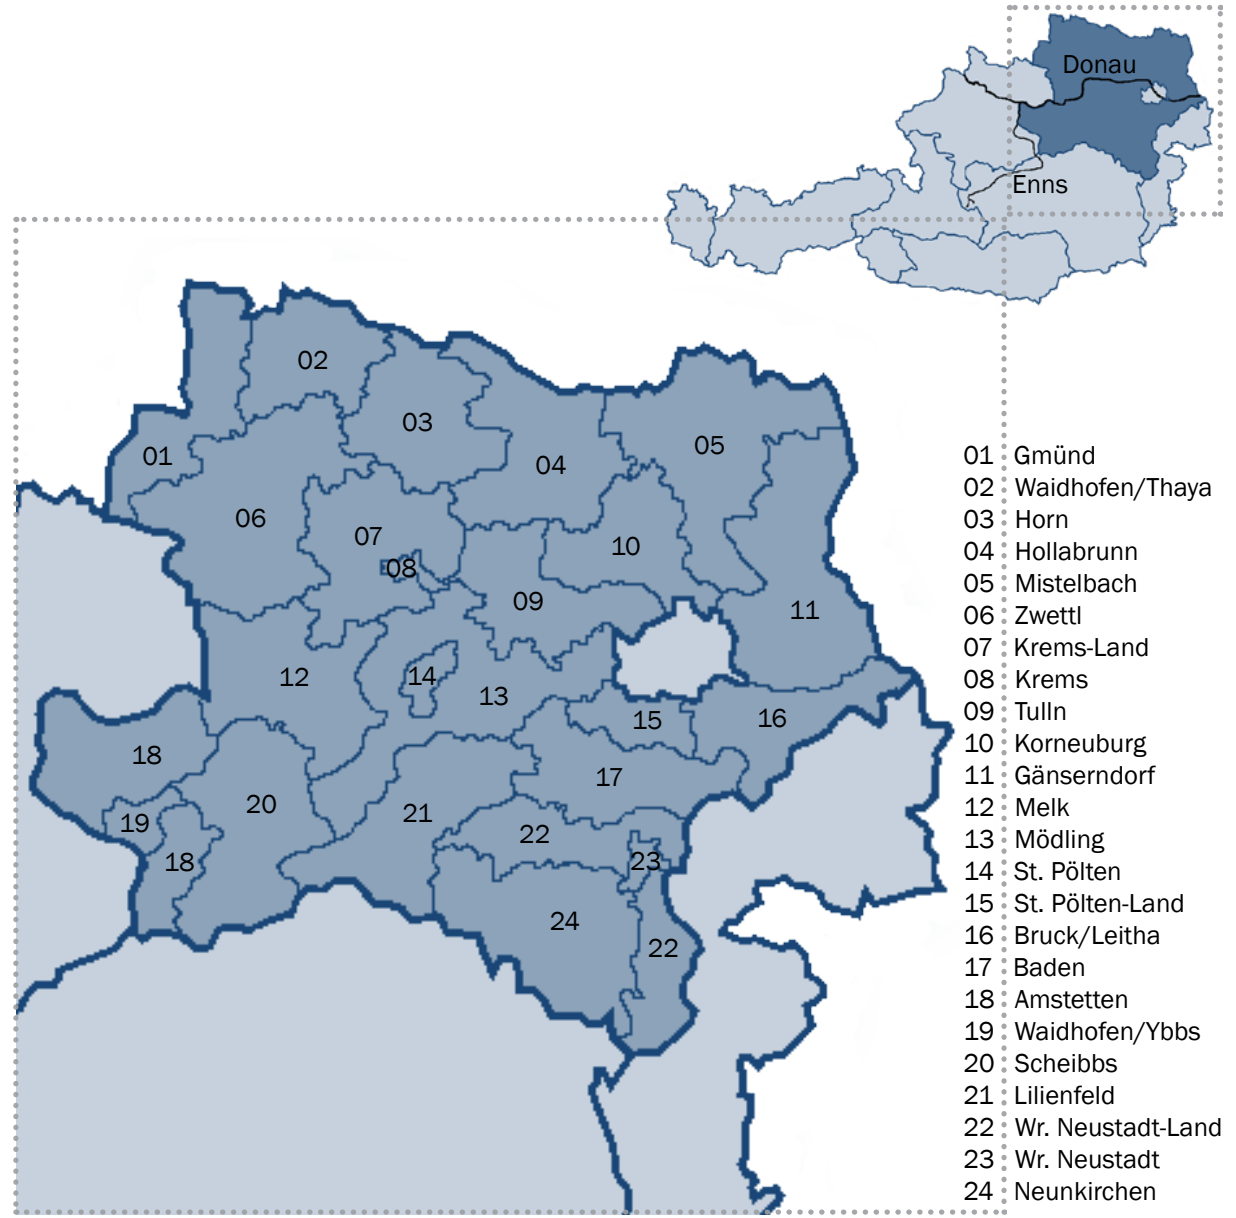 Donau
Enns
02
03
01
04
05
06
07
10
08
09
11
14
12
13
15
16
18
17
20
19
21
22
23
18
24
22
01 Gmünd
02 Waidhofen/Thaya
03 Horn
04 Hollabrunn
05 Mistelbach
06 Zwettl
07 Krems-Land
08 Krems
09 Tulln
10 Korneuburg
11 Gänserndorf
12 Melk
13 Mödling
14 St. Pölten
15 St. Pölten-Land
16 Bruck/Leitha
17 Baden
18 Amstetten
19 Waidhofen/Ybbs
20 Scheibbs
21 Lilienfeld
22 Wr. Neustadt-Land
23 Wr. Neustadt
24 Neunkirchen